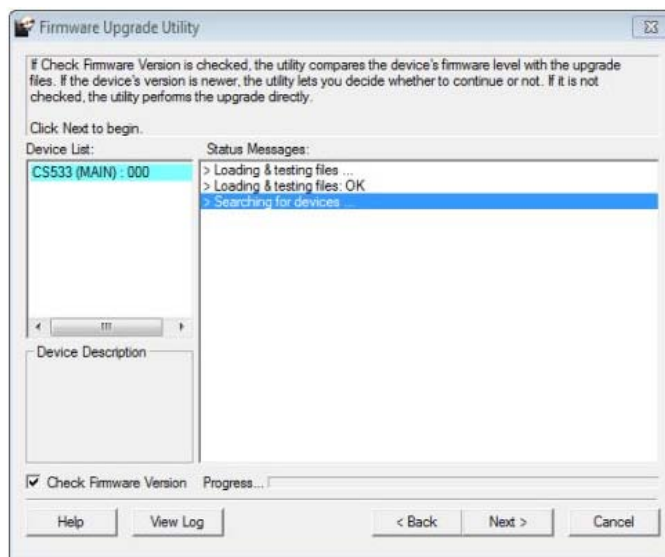 Firmware Upgrade Utility
If Check Firmware Version is checked, the utility compares the device's firmware level with the upgrade
files. If the device's version is newer, the utility lets you decide whether to continue or not. If it is not
checked, the utility performs the upgrade directly.
Click Next to begin.
Device List:
Status Messages:
CS533 (MAIN) : 000
> Loading & testing files ...
> Loading & testing files: OK
> Searching for devices ...
Device Description
Check Firmware Version
Progress...
Help
View Log
< Back
Next >
Cancel